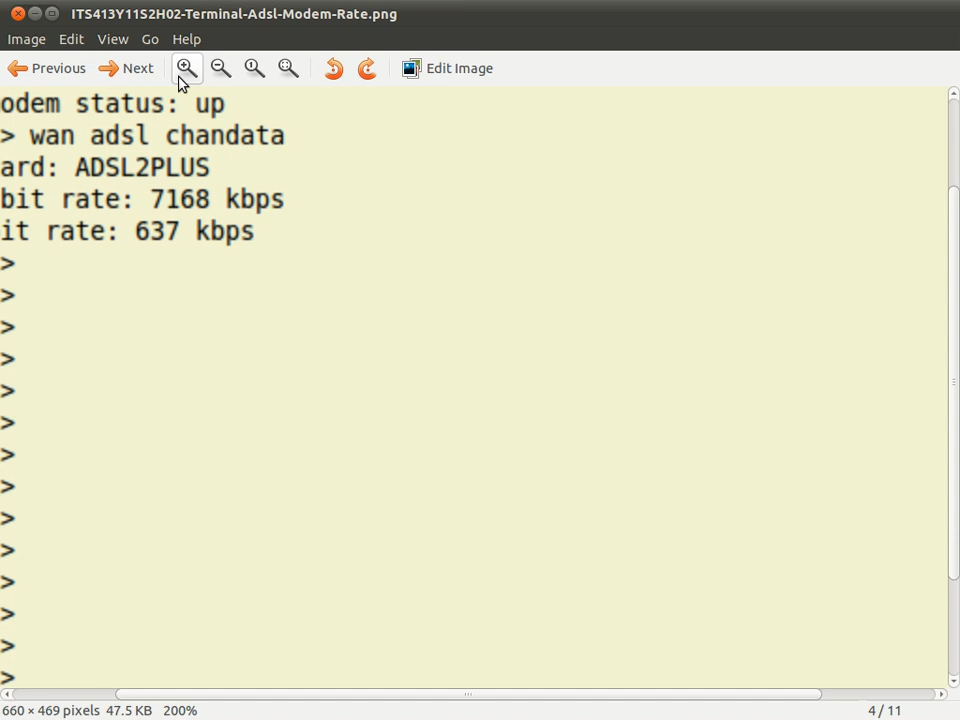 ITS413Y11S2H02-Terminal-Adsl-Modem-Rate.png
Image Edit View Go Help
Previous Next Edit Image
odem status: up
> wan adsl chandata
ard: ADSL2PLUS
bit rate: 7168 kbps
it rate: 637 kbps
>
>
>
>
>
>
>
>
>
>
>
>
>
>
660 × 469 pixels 47.5 KB 200% 4 / 11